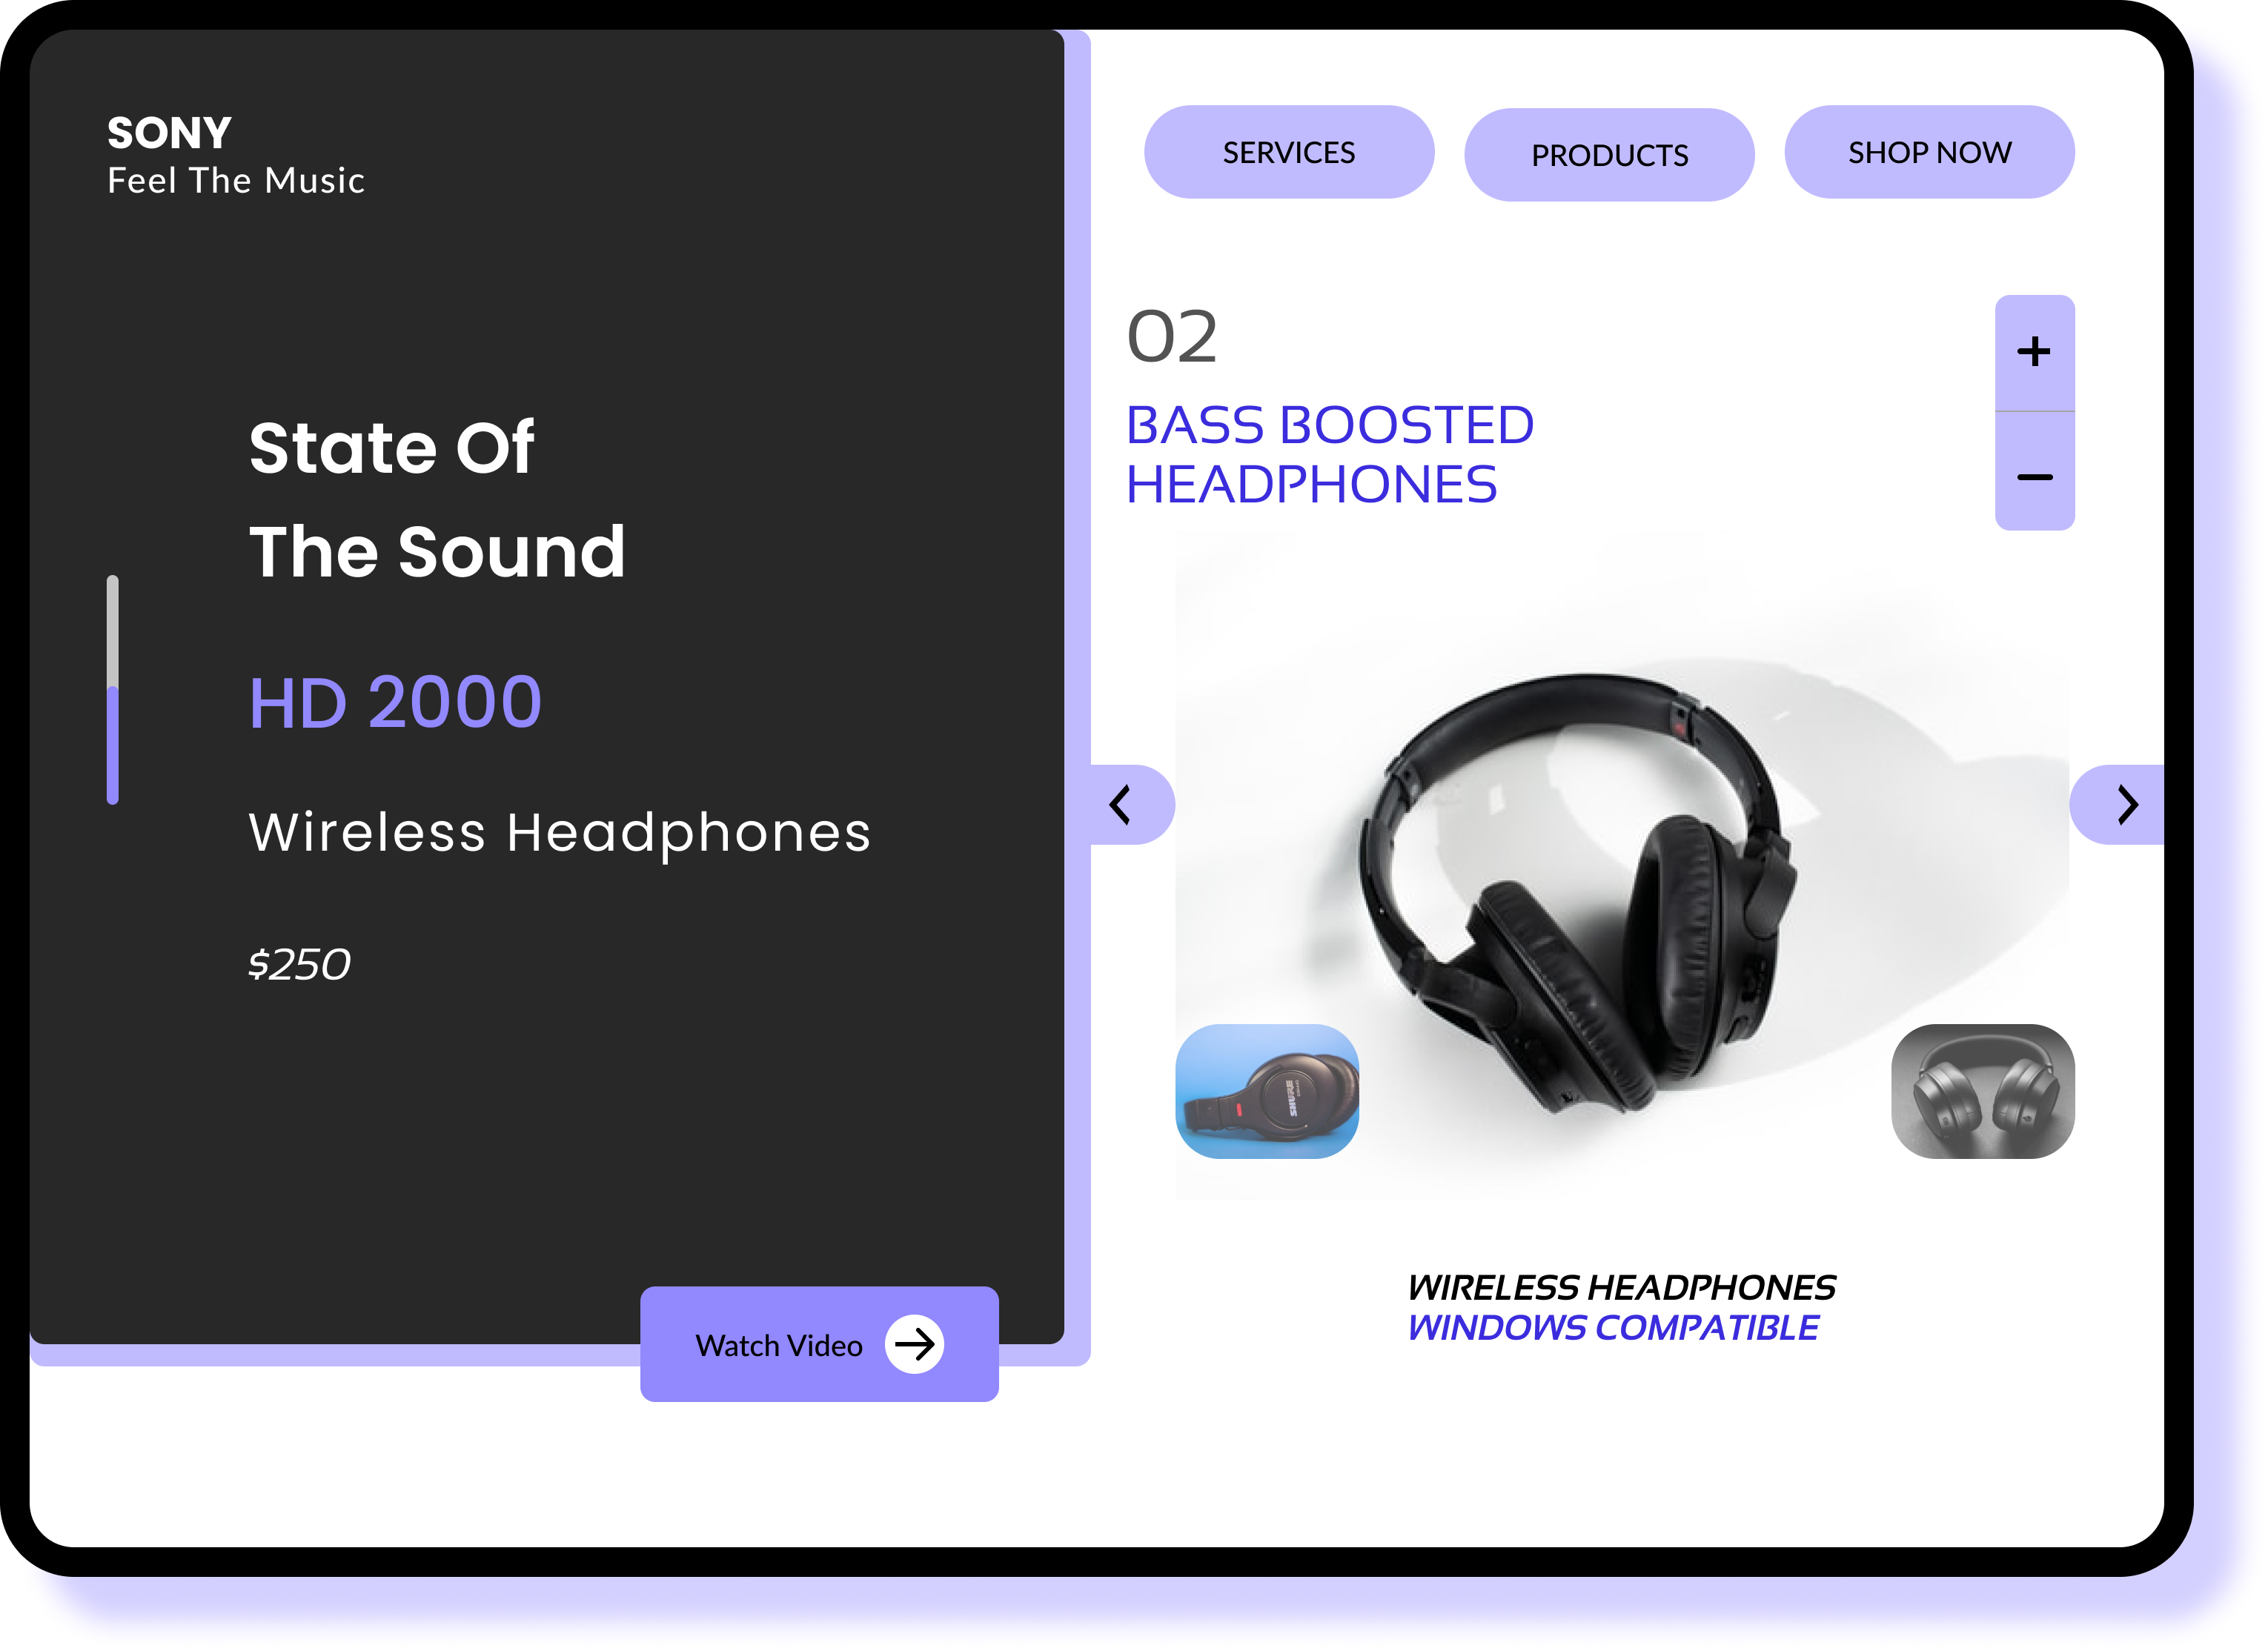 SONY
Feel The Music
State Of
The Sound
HD 2000
Wireless Headphones
$250
Watch Video
SERVICES
PRODUCTS
SHOP NOW
02
BASS BOOSTED
HEADPHONES
SHURE
WIRELESS HEADPHONES
WINDOWS COMPATIBLE